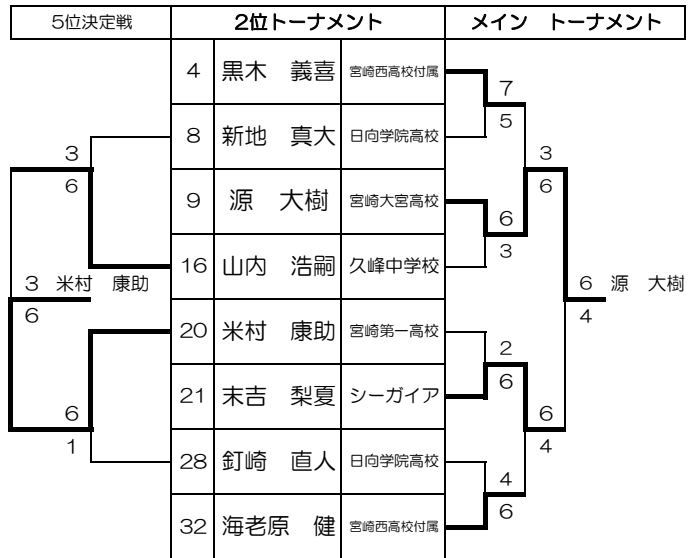 5位決定戦 2位トーナメント メイン トーナメント
4 黒木 義喜 宮崎西高校付属
7
8 新地 真大 日向学院高校
5
3
3
6
6
9 源 大樹 宮崎大宮高校
6
16 山内 浩嗣 久峰中学校
3
3 米村 康助
6 源 大樹
6
4
20 米村 康助 宮崎第一高校
2
21 末吉 梨夏 シーガイア
6
6
6
1
4
28 釘崎 直人 日向学院高校
4
32 海老原 健 宮崎西高校付属
6